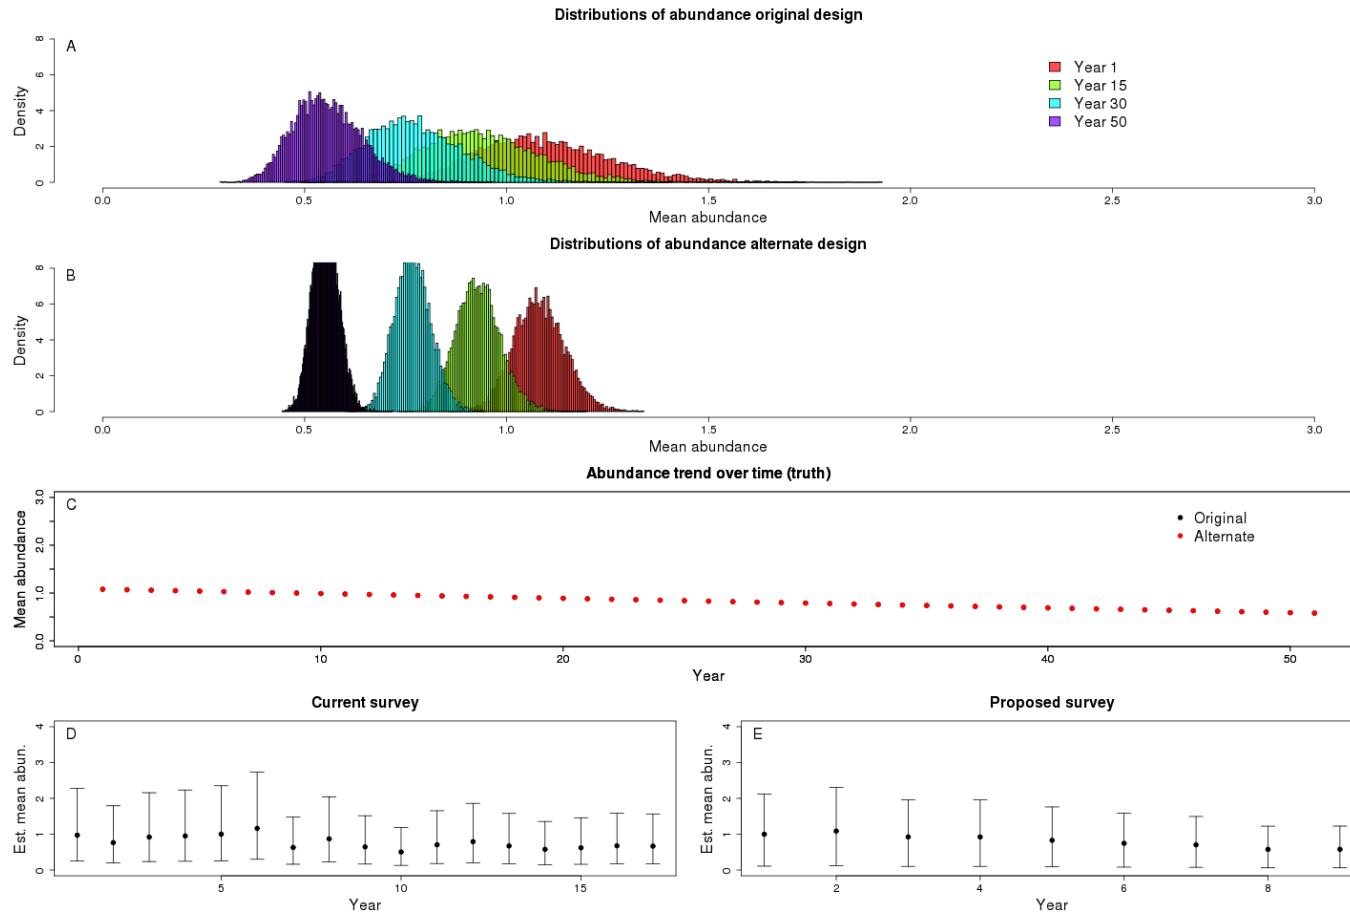 Distributions of abundance original design
A
8
6
4
2
0
Density
Year 1
Year 15
Year 30
Year 50
0.0 0.5 1.0 1.5 2.0 2.5 3.0
Mean abundance
Distributions of abundance alternate design
B
8
6
4
2
0
Density
0.0 0.5 1.0 1.5 2.0 2.5 3.0
Mean abundance
Abundance trend over time (truth)
C
3.0
2.0
1.0
0.0
Mean abundance
Original
Alternate
0 10 20 30 40 50
Year
Current survey
D
4
3
2
1
0
Est. mean abun.
5 10 15
Year
Proposed survey
E
4
3
2
1
0
Est. mean abun.
2 4 6 8
Year